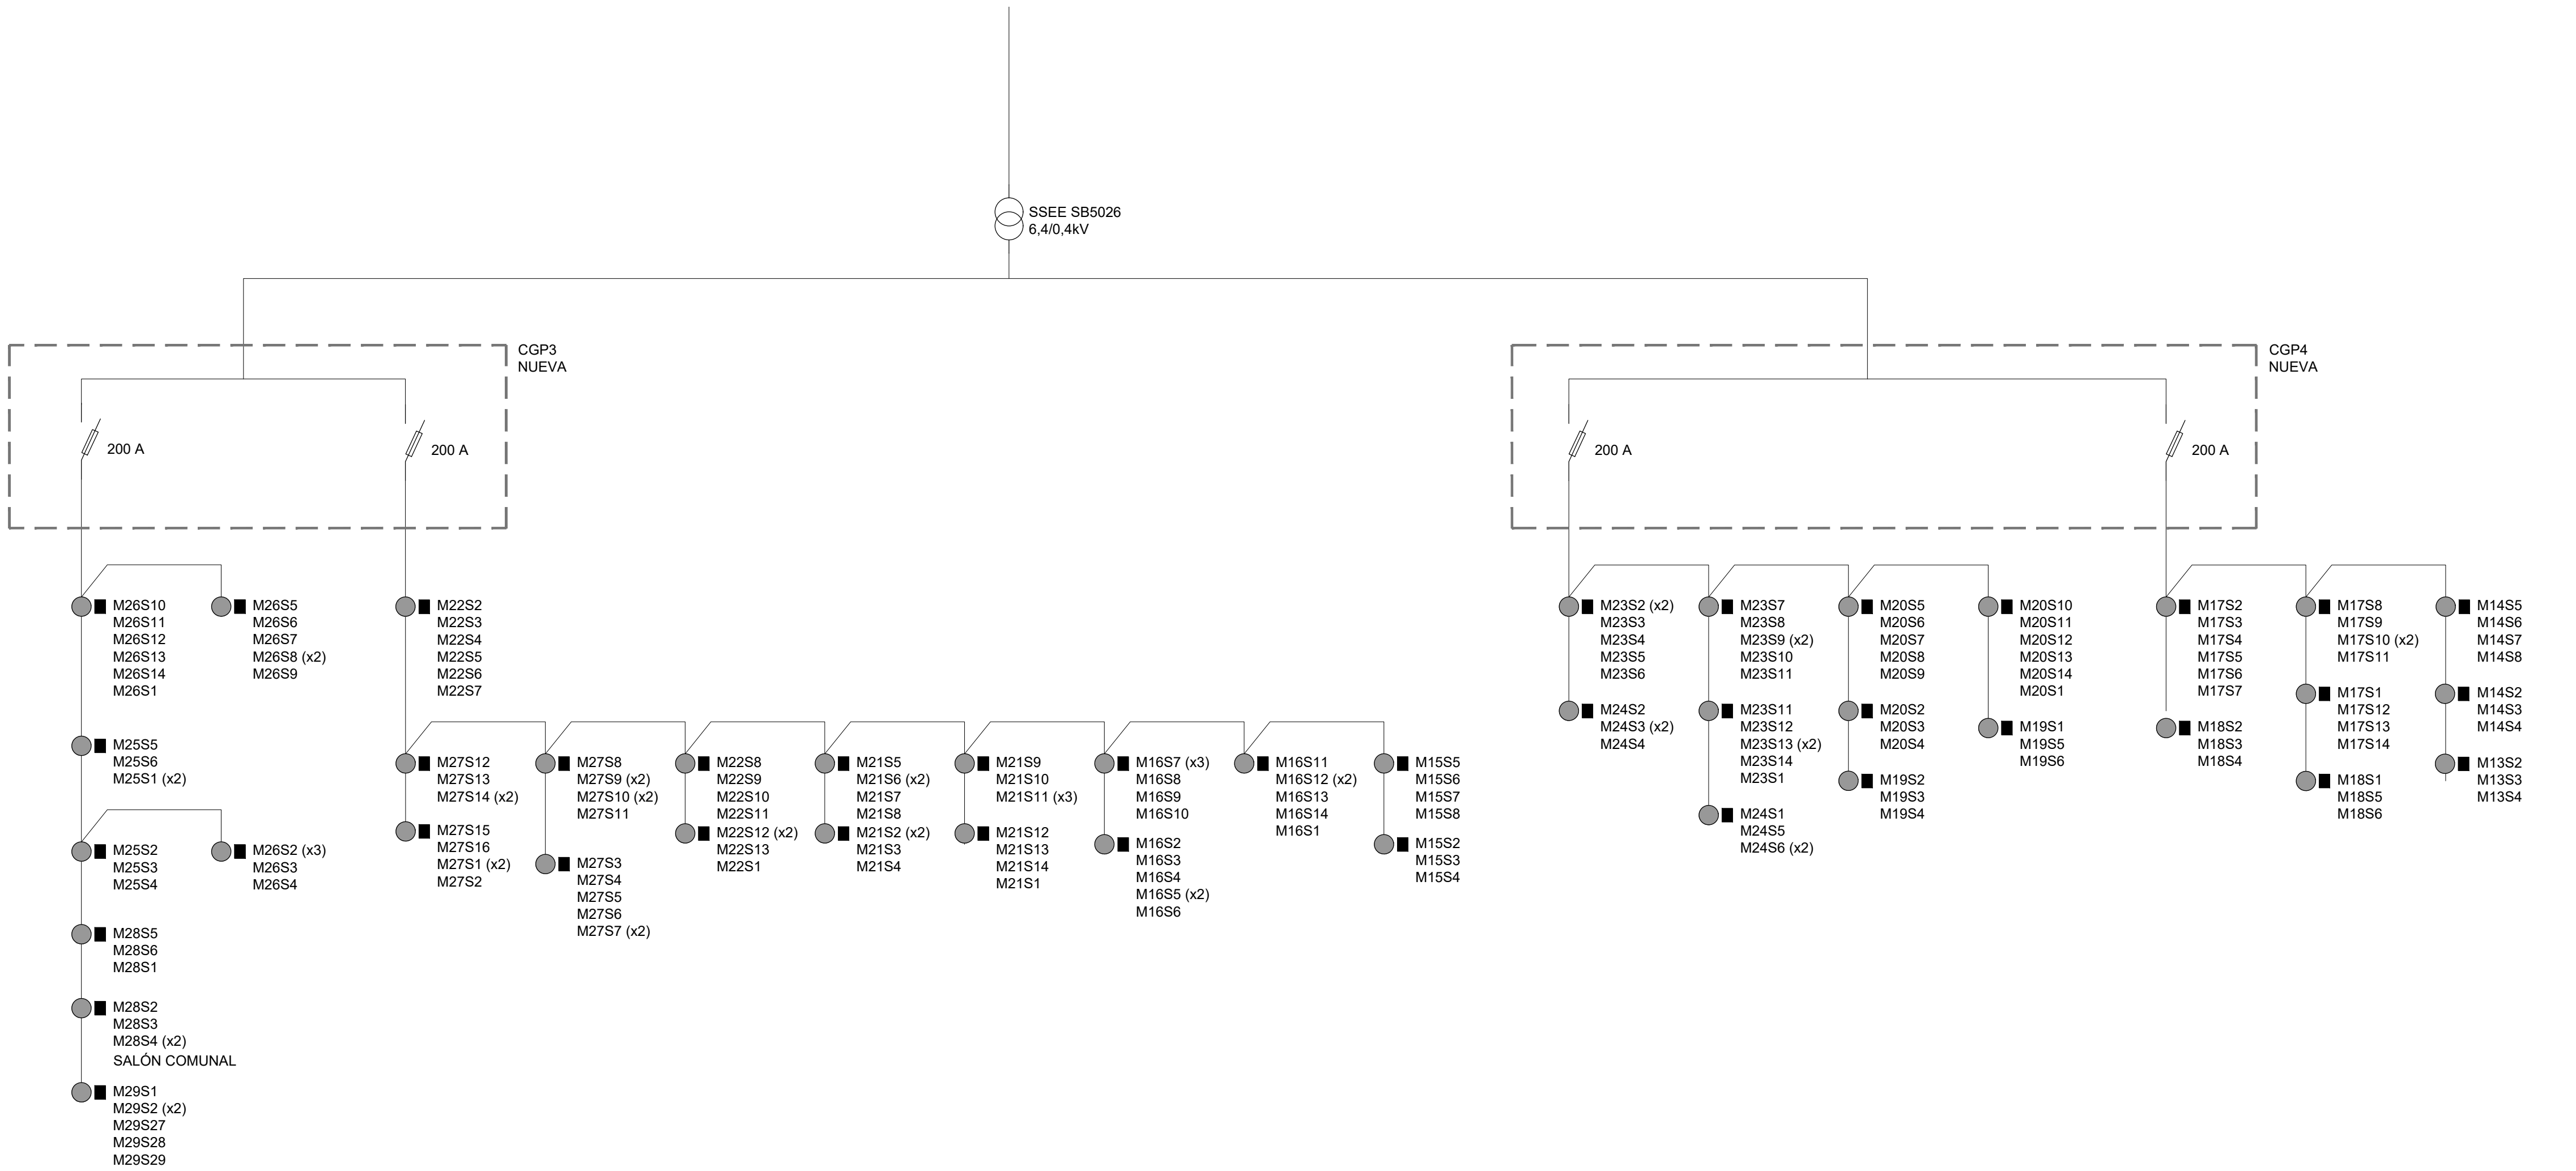 SSEE SB5026
6,4/0,4kV
CGP3
NUEVA
200 A
200 A
M26S10
M26S11
M26S12
M26S13
M26S14
M26S1
M26S5
M26S6
M26S7
M26S8 (x2)
M26S9
M25S5
M25S6
M25S1 (x2)
M25S2
M25S3
M25S4
M26S2 (x3)
M26S3
M26S4
M28S5
M28S6
M28S1
M28S2
M28S3
M28S4 (x2)
SALÓN COMUNAL
M29S1
M29S2 (x2)
M29S27
M29S28
M29S29
M22S2
M22S3
M22S4
M22S5
M22S6
M22S7
M27S12
M27S13
M27S14 (x2)
M27S15
M27S16
M27S1 (x2)
M27S2
M27S8
M27S9 (x2)
M27S10 (x2)
M27S11
M27S3
M27S4
M27S5
M27S6
M27S7 (x2)
M22S8
M22S9
M22S10
M22S11
M22S12 (x2)
M22S13
M22S1
M21S5
M21S6 (x2)
M21S7
M21S8
M21S2 (x2)
M21S3
M21S4
M21S9
M21S10
M21S11 (x3)
M21S12
M21S13
M21S14
M21S1
M16S7 (x3)
M16S8
M16S9
M16S10
M16S2
M16S3
M16S4
M16S5 (x2)
M16S6
M16S11
M16S12 (x2)
M16S13
M16S14
M16S1
M15S5
M15S6
M15S7
M15S8
M15S2
M15S3
M15S4
CGP4
NUEVA
200 A
200 A
M23S2 (x2)
M23S3
M23S4
M23S5
M23S6
M24S2
M24S3 (x2)
M24S4
M23S7
M23S8
M23S9 (x2)
M23S10
M23S11
M23S11
M23S12
M23S13 (x2)
M23S14
M23S1
M24S1
M24S5
M24S6 (x2)
M20S5
M20S6
M20S7
M20S8
M20S9
M20S2
M20S3
M20S4
M19S2
M19S3
M19S4
M20S10
M20S11
M20S12
M20S13
M20S14
M20S1
M19S1
M19S5
M19S6
M17S2
M17S3
M17S4
M17S5
M17S6
M17S7
M18S2
M18S3
M18S4
M17S8
M17S9
M17S10 (x2)
M17S11
M17S1
M17S12
M17S13
M17S14
M18S1
M18S5
M18S6
M14S5
M14S6
M14S7
M14S8
M14S2
M14S3
M14S4
M13S2
M13S3
M13S4